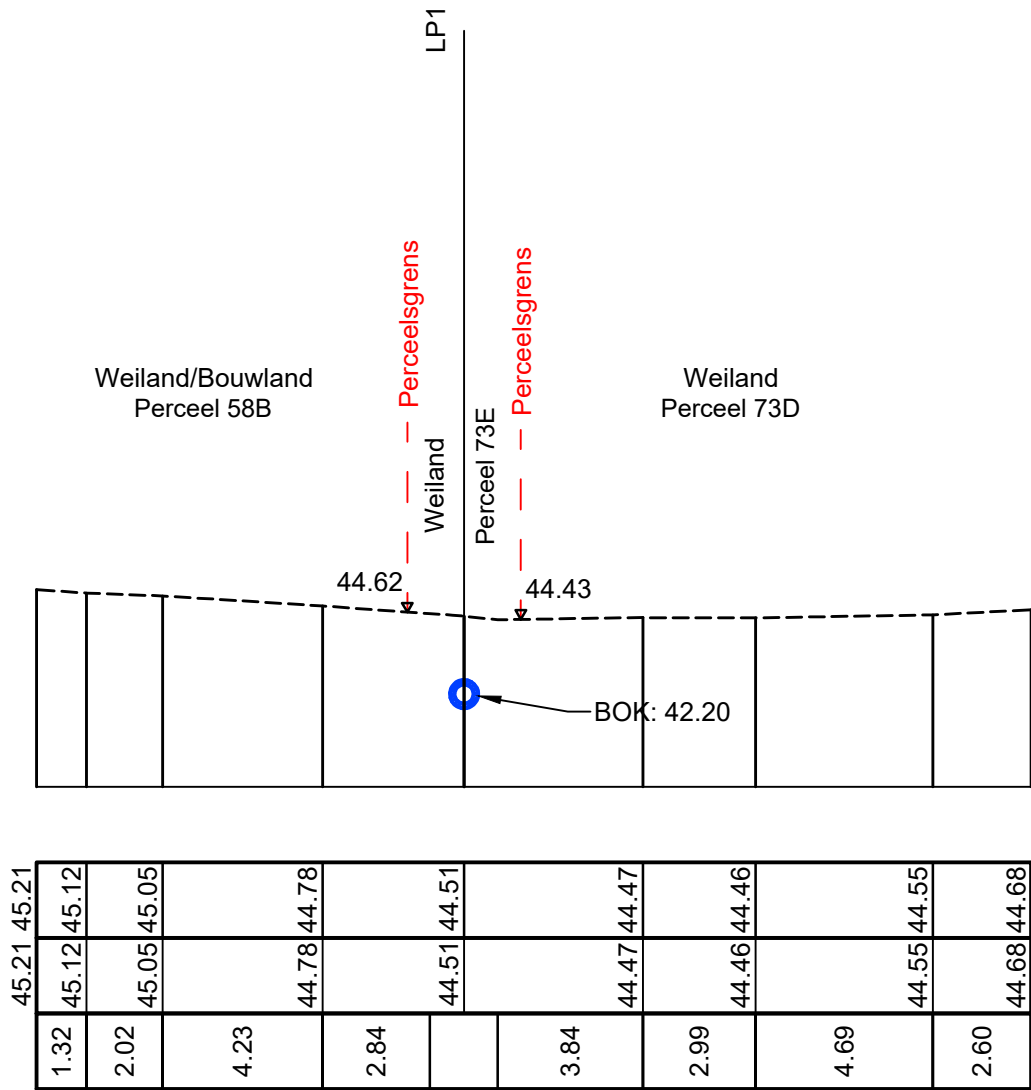 LP1
Perceelsgrens
Perceelsgrens
Weiland/Bouwland
Perceel 58B
Weiland
Perceel 73D
Weiland
Perceel 73E
44.62
44.43
BOK: 42.20
45.21 45.12 45.05 44.78 44.51 44.47 44.46 44.55 44.68
45.21 45.12 45.05 44.78 44.51 44.47 44.46 44.55 44.68
1.32 2.02 4.23 2.84 3.84 2.99 4.69 2.60